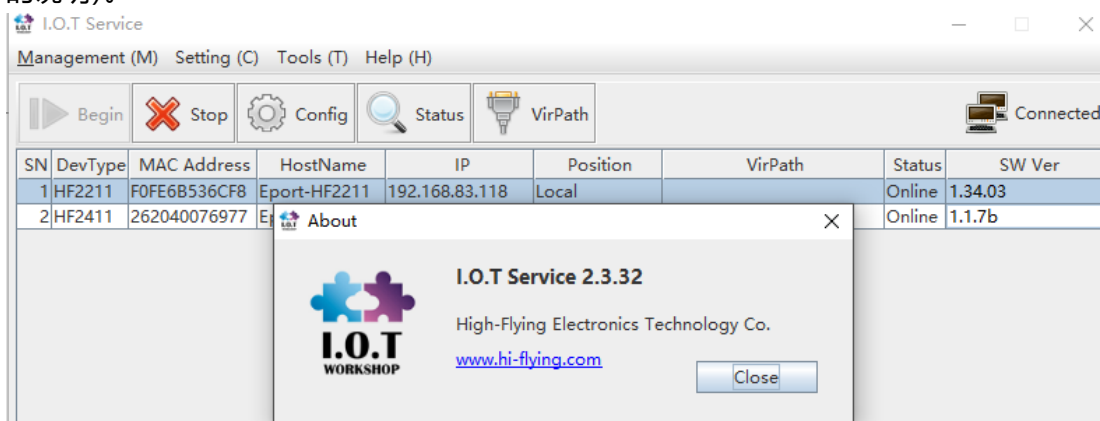 I.O.T Service
Management (M) Setting (C) Tools (T) Help (H)
Begin Stop Config Status VirPath Connected
SN DevType MAC Address HostName IP Position VirPath Status SW Ver
1 HF2211 F0FE6B536CF8 Eport-HF2211 192.168.83.118 Local Online 1.34.03
2 HF2411 262040076977 Online 1.1.7b
About
I.O.T Service 2.3.32
High-Flying Electronics Technology Co.
www.hi-flying.com
I.O.T
WORKSHOP
Close